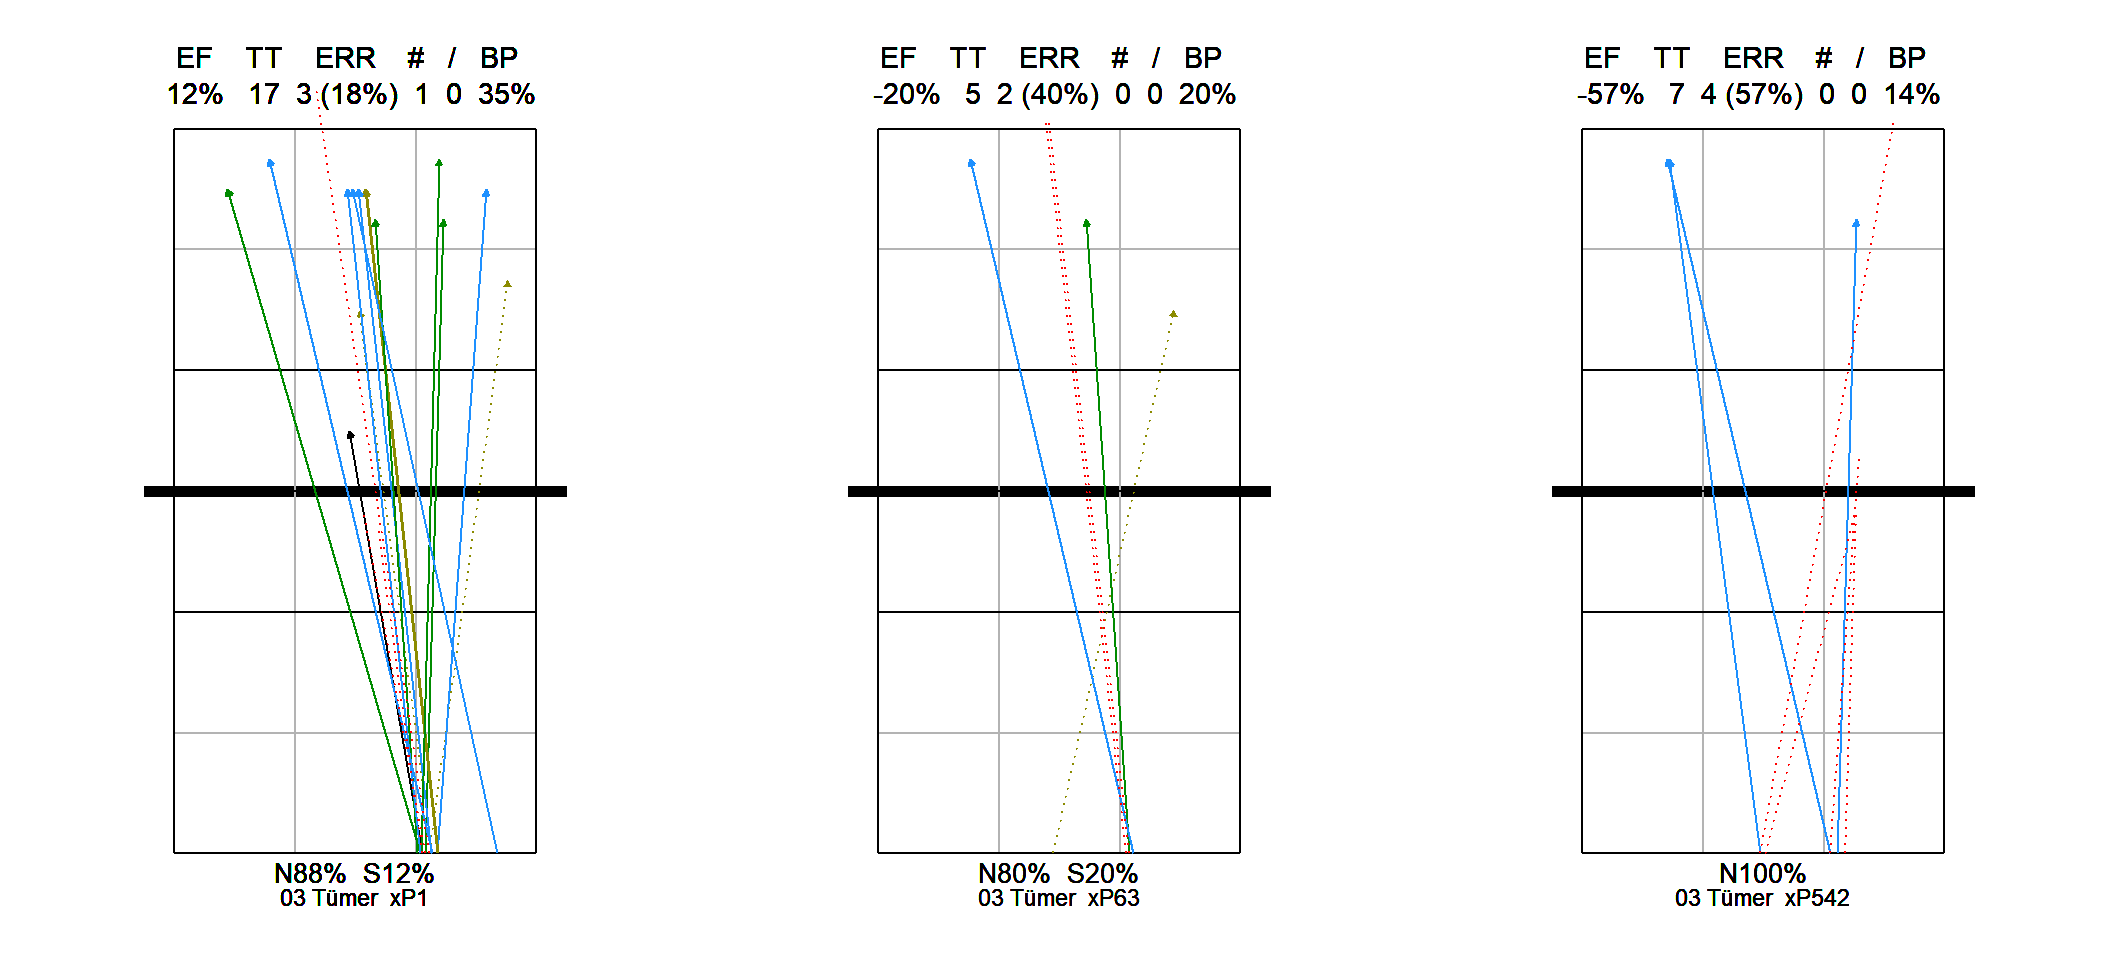 EF TT ERR # / BP
12% 17 3 (18%) 1 0 35%
N88% S12%
03 Tümer xP1
EF TT ERR # / BP
-20% 5 2 (40%) 0 0 20%
N80% S20%
03 Tümer xP63
EF TT ERR # / BP
-57% 7 4 (57%) 0 0 14%
N100%
03 Tümer xP542